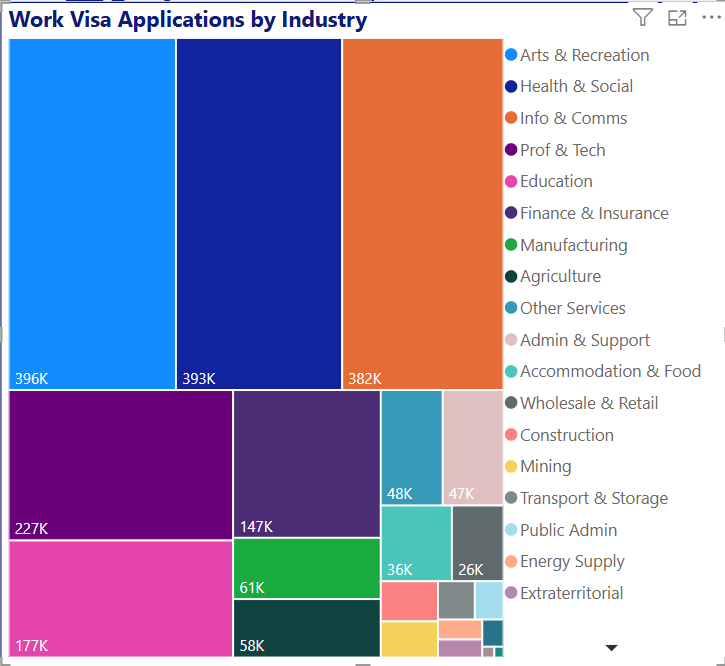 Work Visa Applications by Industry
396K
393K
382K
227K
177K
147K
61K
58K
48K
47K
36K
26K
Arts & Recreation
Health & Social
Info & Comms
Prof & Tech
Education
Finance & Insurance
Manufacturing
Agriculture
Other Services
Admin & Support
Accommodation & Food
Wholesale & Retail
Construction
Mining
Transport & Storage
Public Admin
Energy Supply
Extraterritorial